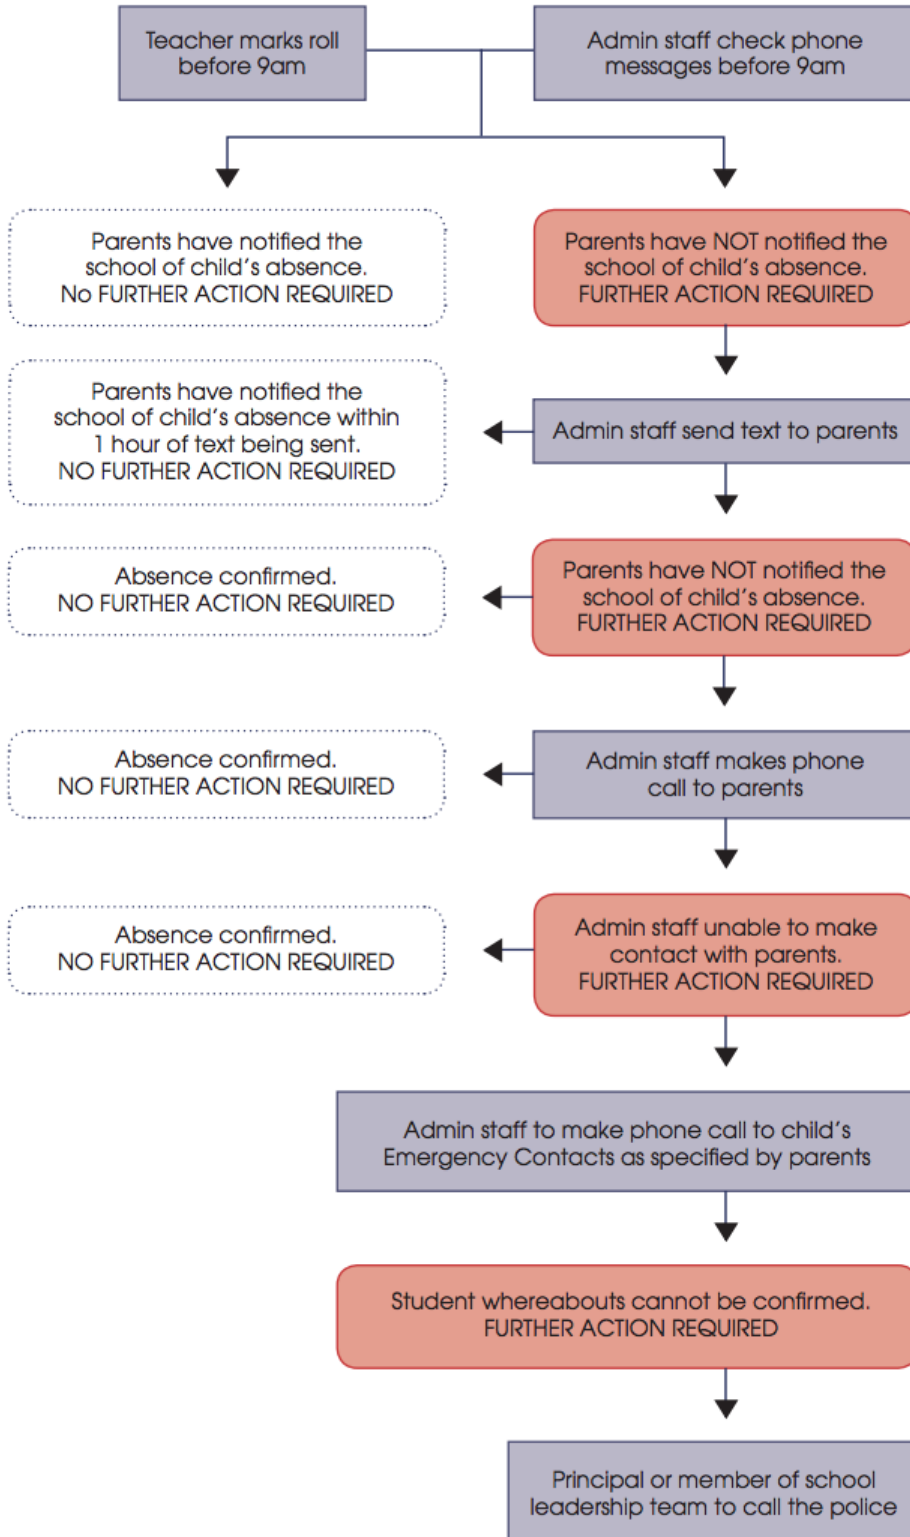 Teacher marks roll
before 9am
Admin staff check phone
messages before 9am
Parents have notified the
school of child's absence.
No FURTHER ACTION REQUIRED
Parents have NOT notified the
school of child's absence.
FURTHER ACTION REQUIRED
Parents have notified the
school of child's absence within
1 hour of text being sent.
NO FURTHER ACTION REQUIRED
Admin staff send text to parents
Absence confirmed.
NO FURTHER ACTION REQUIRED
Parents have NOT notified the
school of child's absence.
FURTHER ACTION REQUIRED
Absence confirmed.
NO FURTHER ACTION REQUIRED
Admin staff makes phone
call to parents
Absence confirmed.
NO FURTHER ACTION REQUIRED
Admin staff unable to make
contact with parents.
FURTHER ACTION REQUIRED
Admin staff to make phone call to child's
Emergency Contacts as specified by parents
Student whereabouts cannot be confirmed.
FURTHER ACTION REQUIRED
Principal or member of school
leadership team to call the police